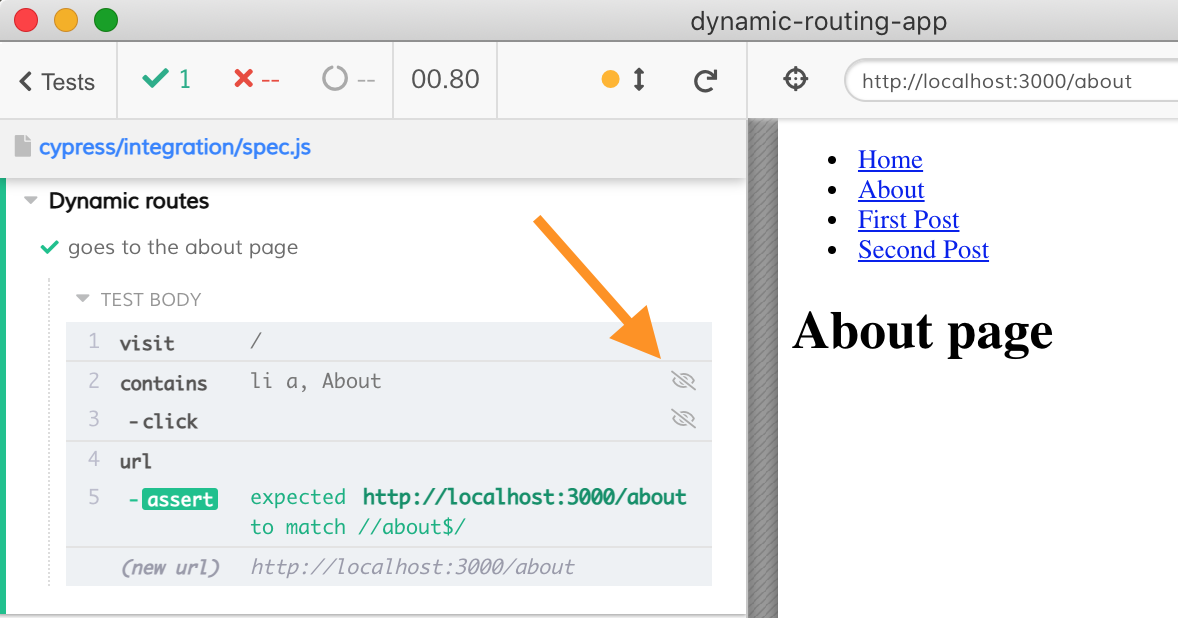 dynamic-routing-app
Tests 1 -- -- 00.80
http://localhost:3000/about
cypress/integration/spec.js
Dynamic routes
goes to the about page
TEST BODY
1 visit /
2 contains li a, About
3 -click
4 url
5 -assert expected http://localhost:3000/about
to match //about$/
(new url) http://localhost:3000/about
Home
About
First Post
Second Post
About page